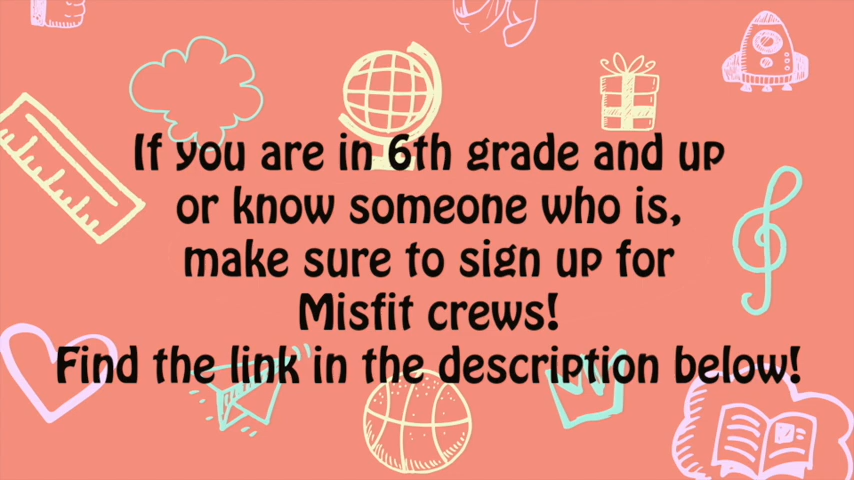 If you are in 6th grade and up
or know someone who is,
make sure to sign up for
Misfit crews!
Find the link in the description below!